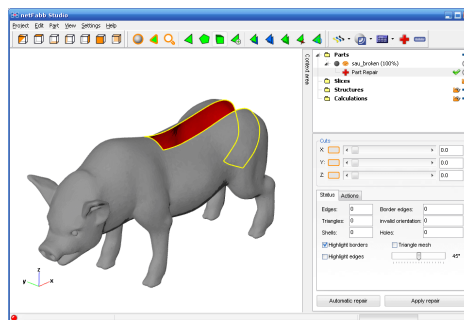 netFabb Studio
Project Edit Part View Settings Help
Context area
Parts
sau_broken (100%)
Part Repair
Slices
Structures
Calculations
Cuts
X: 0.0
Y: 0.0
Z: 0.0
Status Actions
Edges: 0 Border edges: 0
Triangles: 0 invalid orientation: 0
Shells: 0 Holes: 0
Highlight borders Triangle mesh
Highlight edges 45°
Automatic repair Apply repair
z
y x